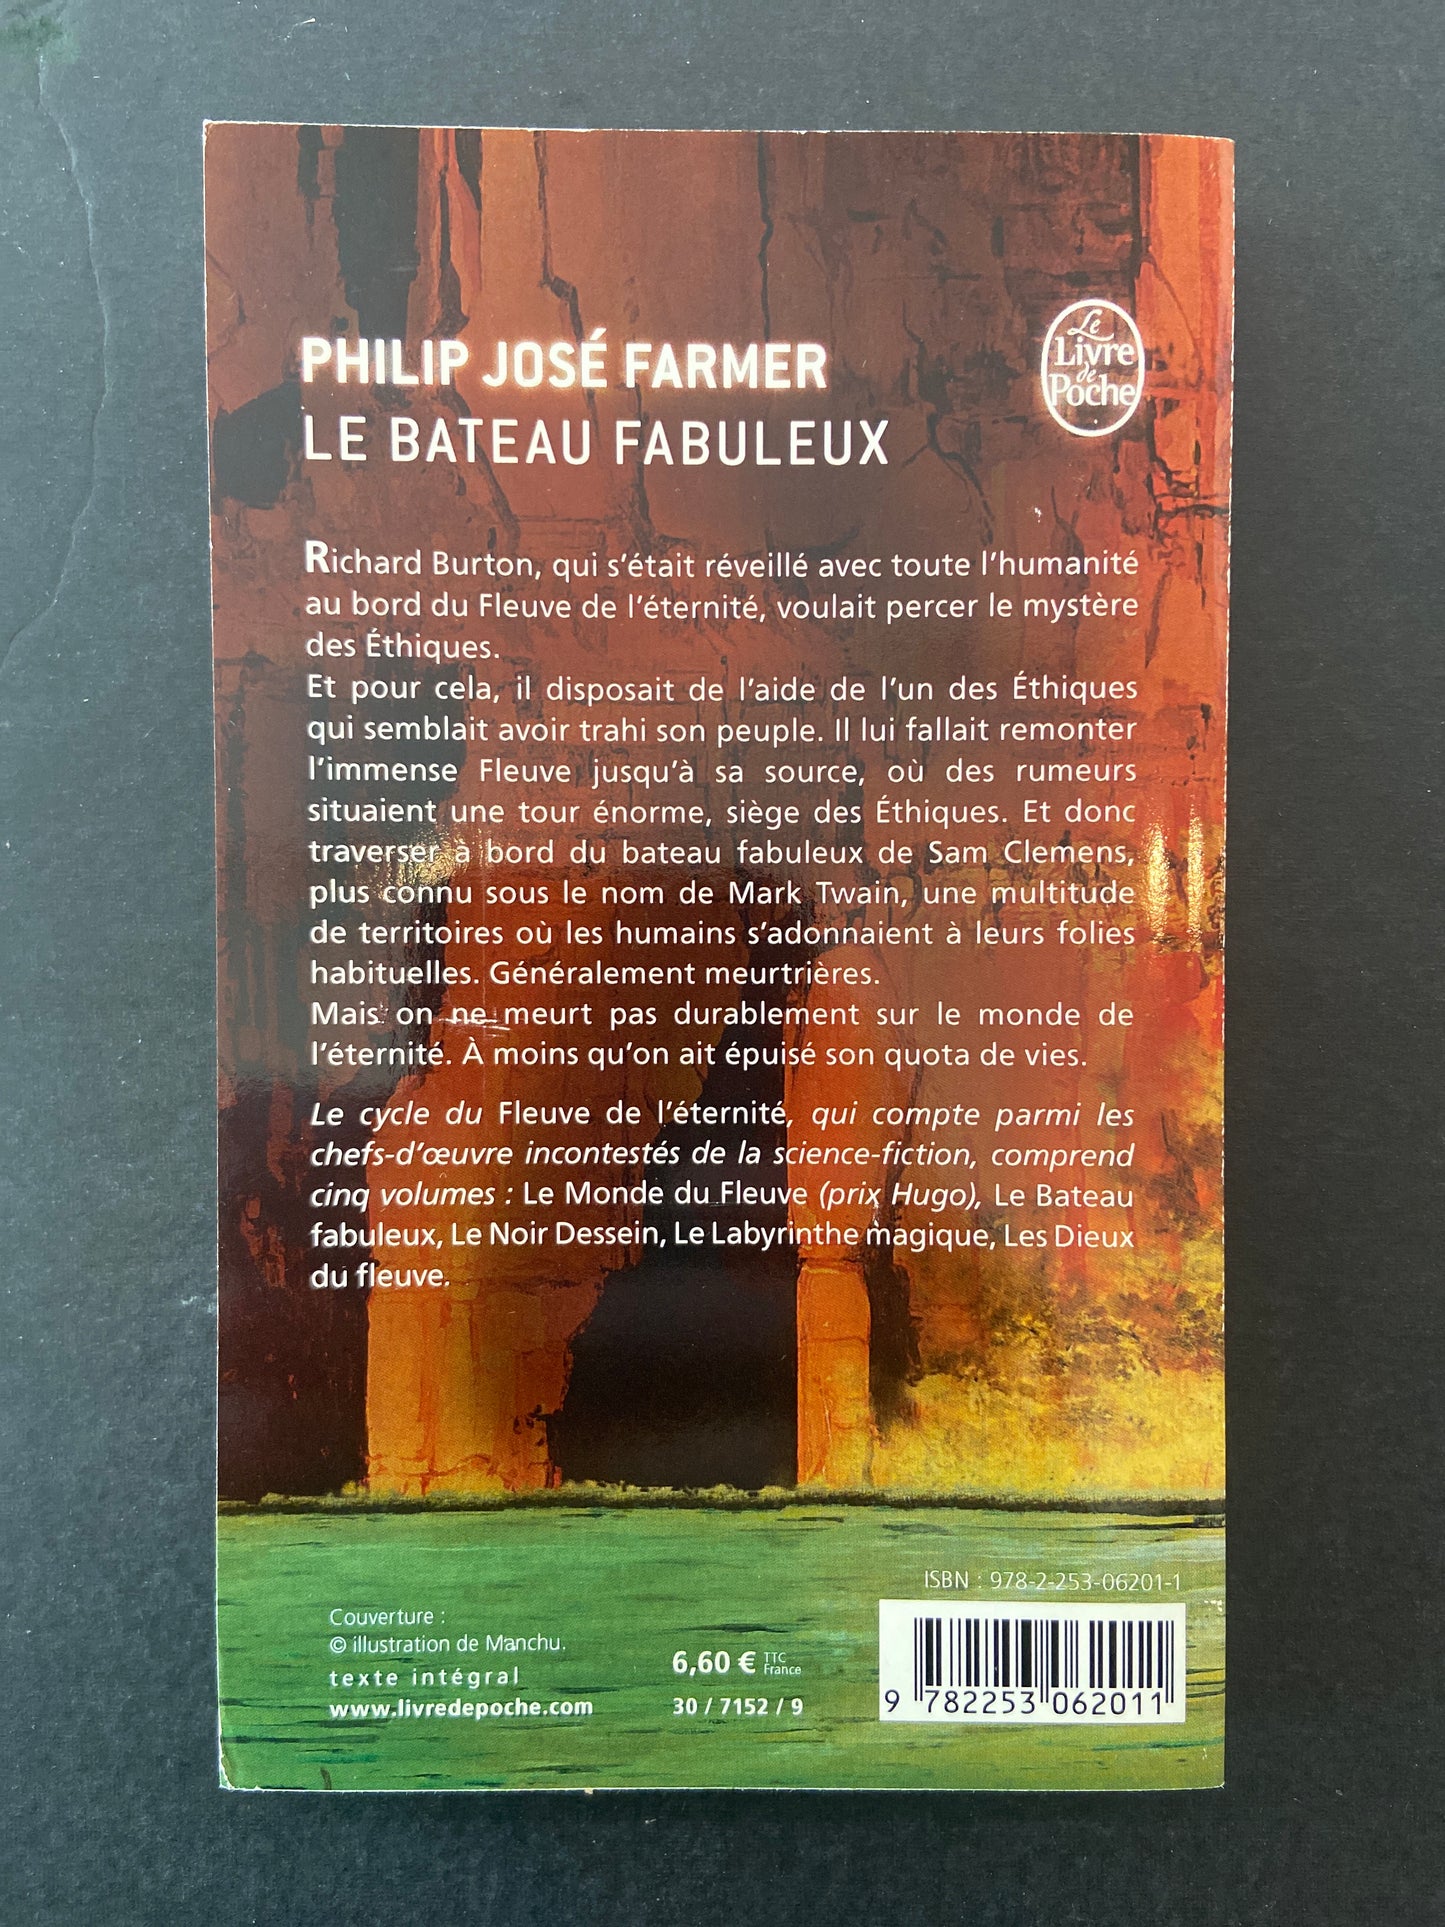 PHILIP JOSÉ FARMER
LE BATEAU FABULEUX
Le
Livre
de
Poche
Richard Burton, qui s'était réveillé avec toute l'humanité
au bord du Fleuve de l'éternité, voulait percer le mystère
des Éthiques.
Et pour cela, il disposait de l'aide de l'un des Éthiques
qui semblait avoir trahi son peuple. Il lui fallait remonter
l'immense Fleuve jusqu'à sa source, où des rumeurs
situaient une tour énorme, siège des Éthiques. Et donc
traverser à bord du bateau fabuleux de Sam Clemens,
plus connu sous le nom de Mark Twain, une multitude
de territoires où les humains s'adonnaient à leurs folies
habituelles. Généralement meurtrières.
Mais on ne meurt pas durablement sur le monde de
l'éternité. À moins qu'on ait épuisé son quota de vies.
Le cycle du Fleuve de l'éternité, qui compte parmi les
chefs-d'œuvre incontestés de la science-fiction, comprend
cinq volumes : Le Monde du Fleuve (prix Hugo), Le Bateau
fabuleux, Le Noir Dessein, Le Labyrinthe magique, Les Dieux
du fleuve.
ISBN : 978-2-253-06201-1
Couverture :
© illustration de Manchu.
texte intégral
www.livredepoche.com
6,60 € TTC France
30 / 7152 / 9
9 782253 062011